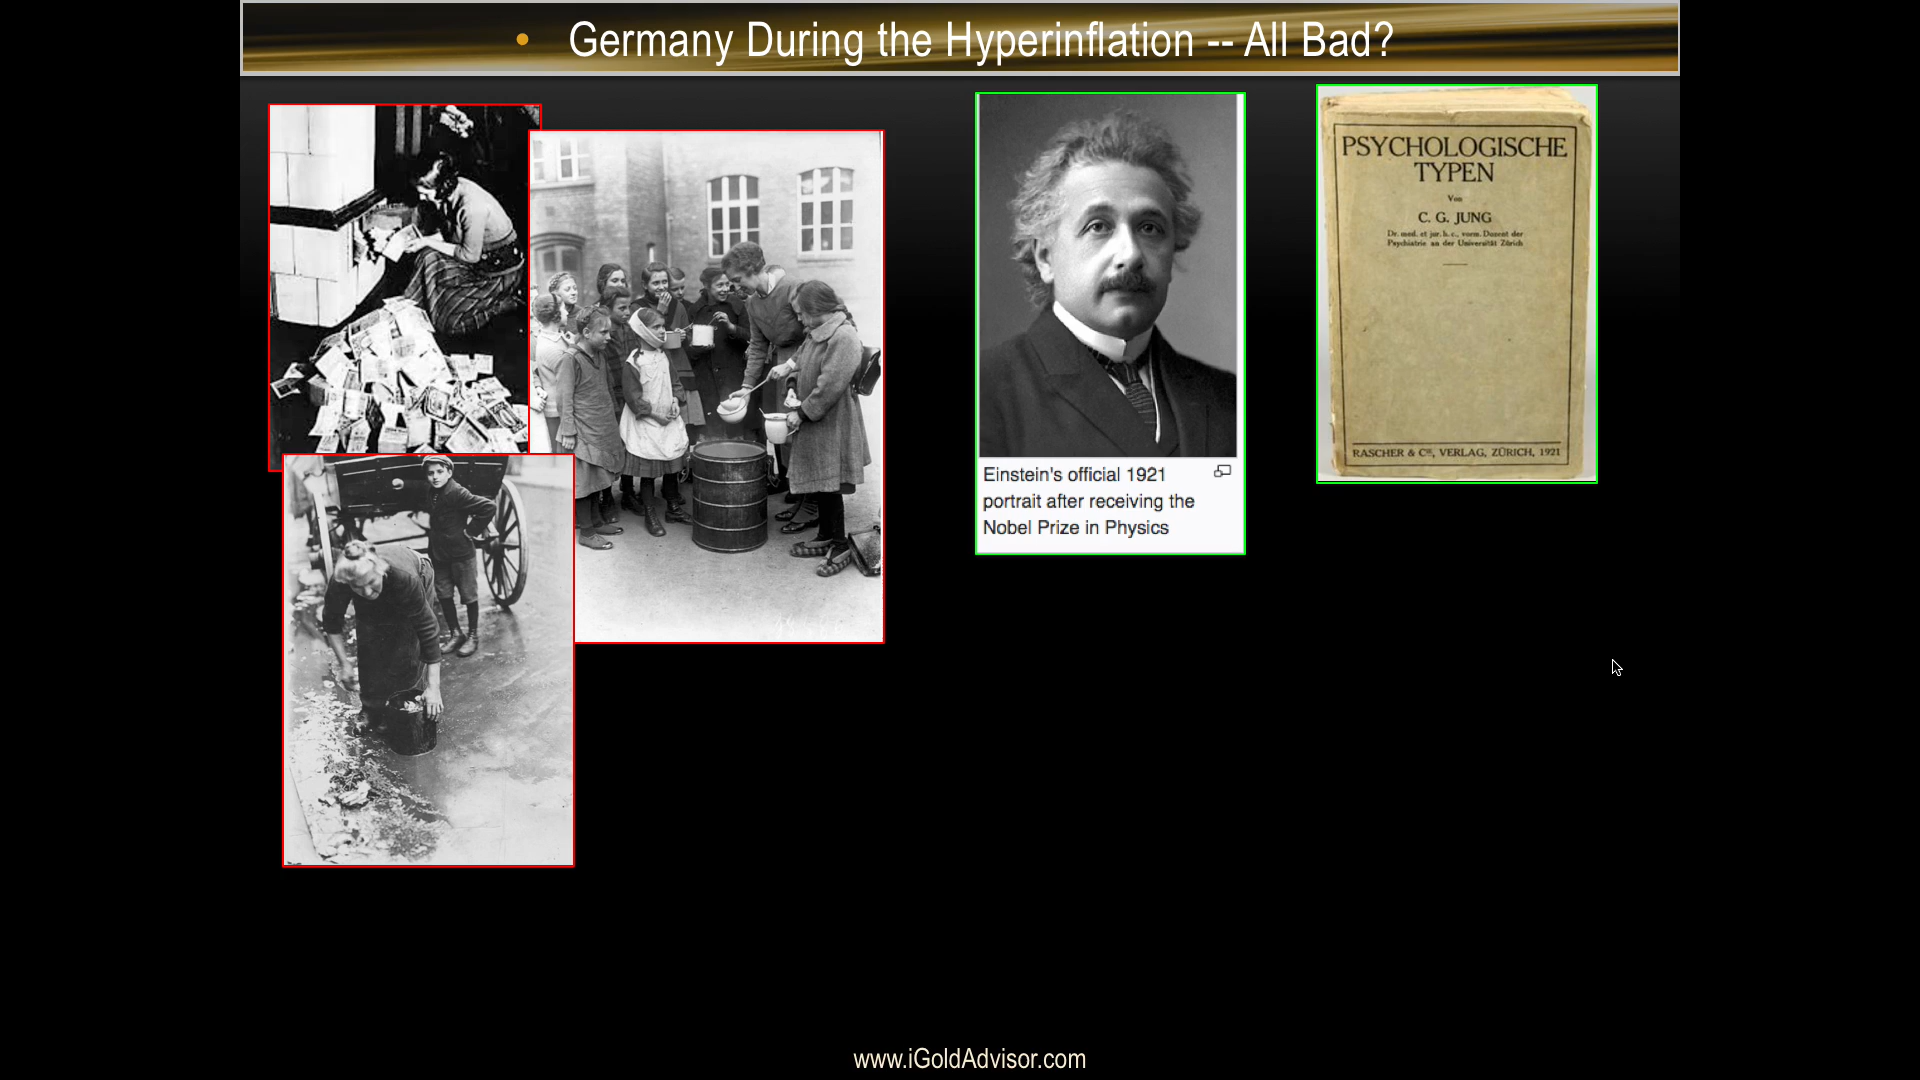 • Germany During the Hyperinflation -- All Bad?
PSYCHOLOGISCHE
TYPEN
Von
C. G. JUNG
Dr. med. et jur. h. c., vorm. Dozent der
Psychiatrie an der Universität Zürich
RASCHER & Cⁱᵉ, VERLAG, ZÜRICH, 1921
Einstein's official 1921
portrait after receiving the
Nobel Prize in Physics
www.iGoldAdvisor.com